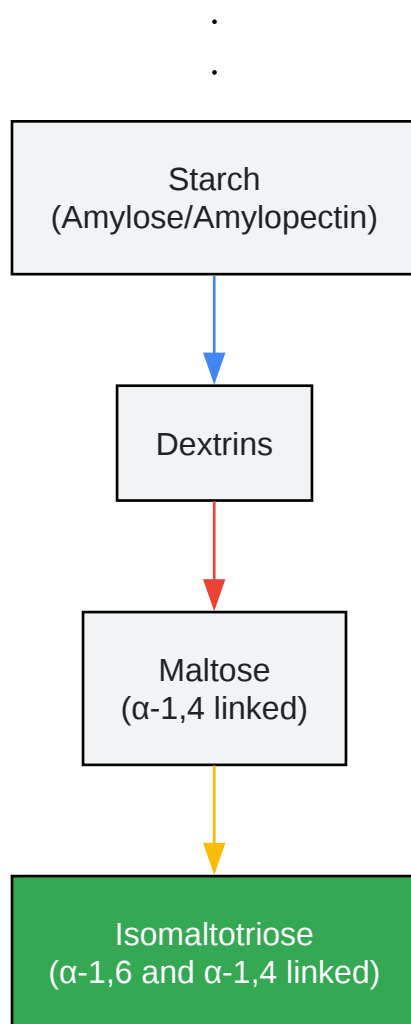 .
.
Starch
(Amylose/Amylopectin)
Dextrins
Maltose
(α-1,4 linked)
Isomaltotriose
(α-1,6 and α-1,4 linked)